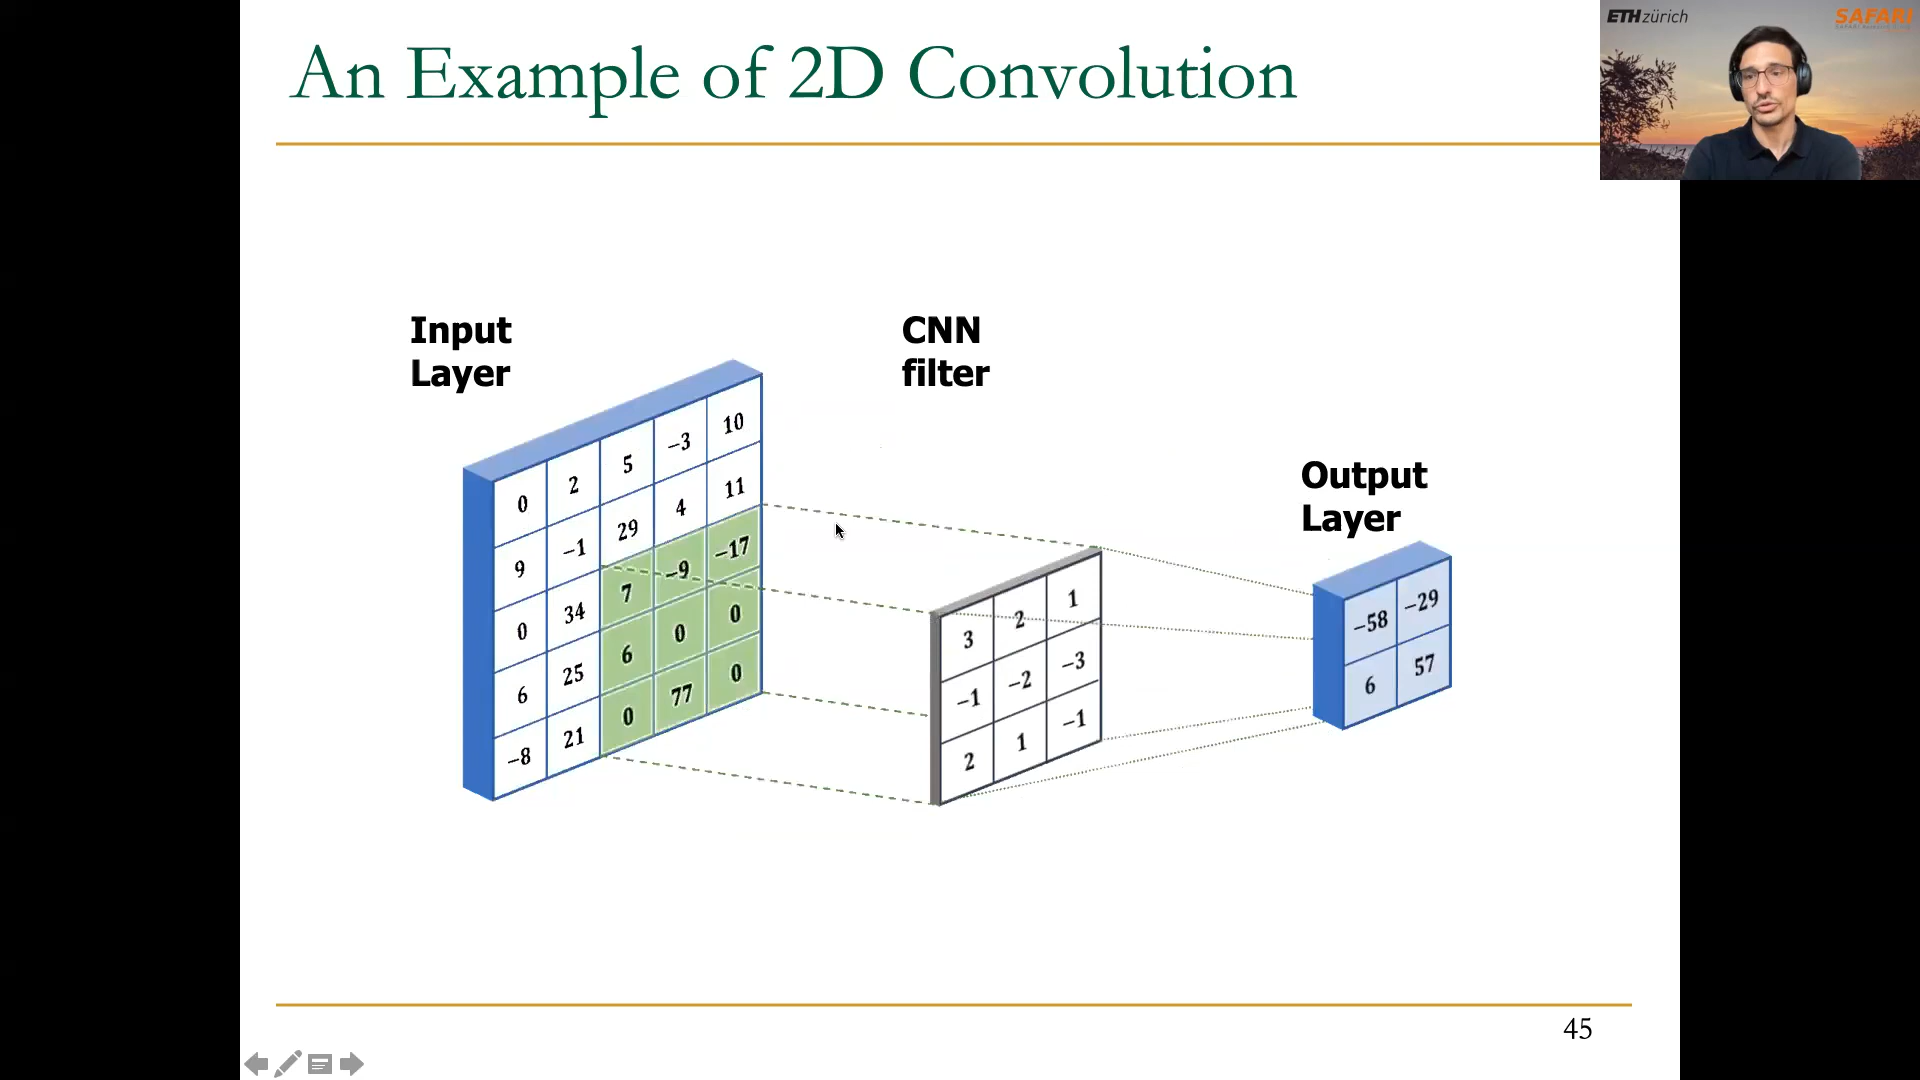 An Example of 2D Convolution
ETH zürich
SAFARI
Input
Layer
CNN
filter
Output
Layer
0 2 5 −3 10
9 −1 29 4 11
0 34 7 −9 −17
6 25 6 0 0
−8 21 0 77 0
3 2 1
−1 −2 −3
2 1 −1
−58 −29
6 57
45